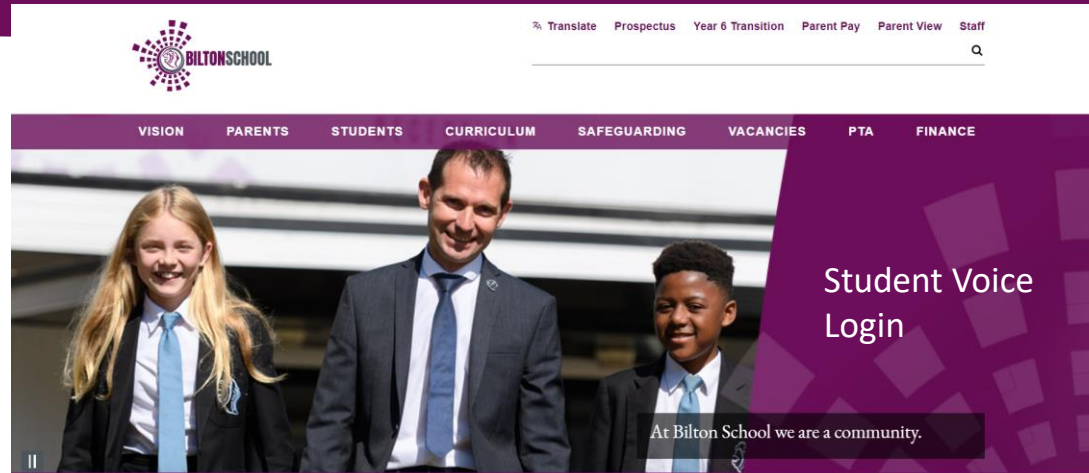 Translate Prospectus Year 6 Transition Parent Pay Parent View Staff
BILTONSCHOOL
VISION PARENTS STUDENTS CURRICULUM SAFEGUARDING VACANCIES PTA FINANCE
Student Voice
Login
At Bilton School we are a community.